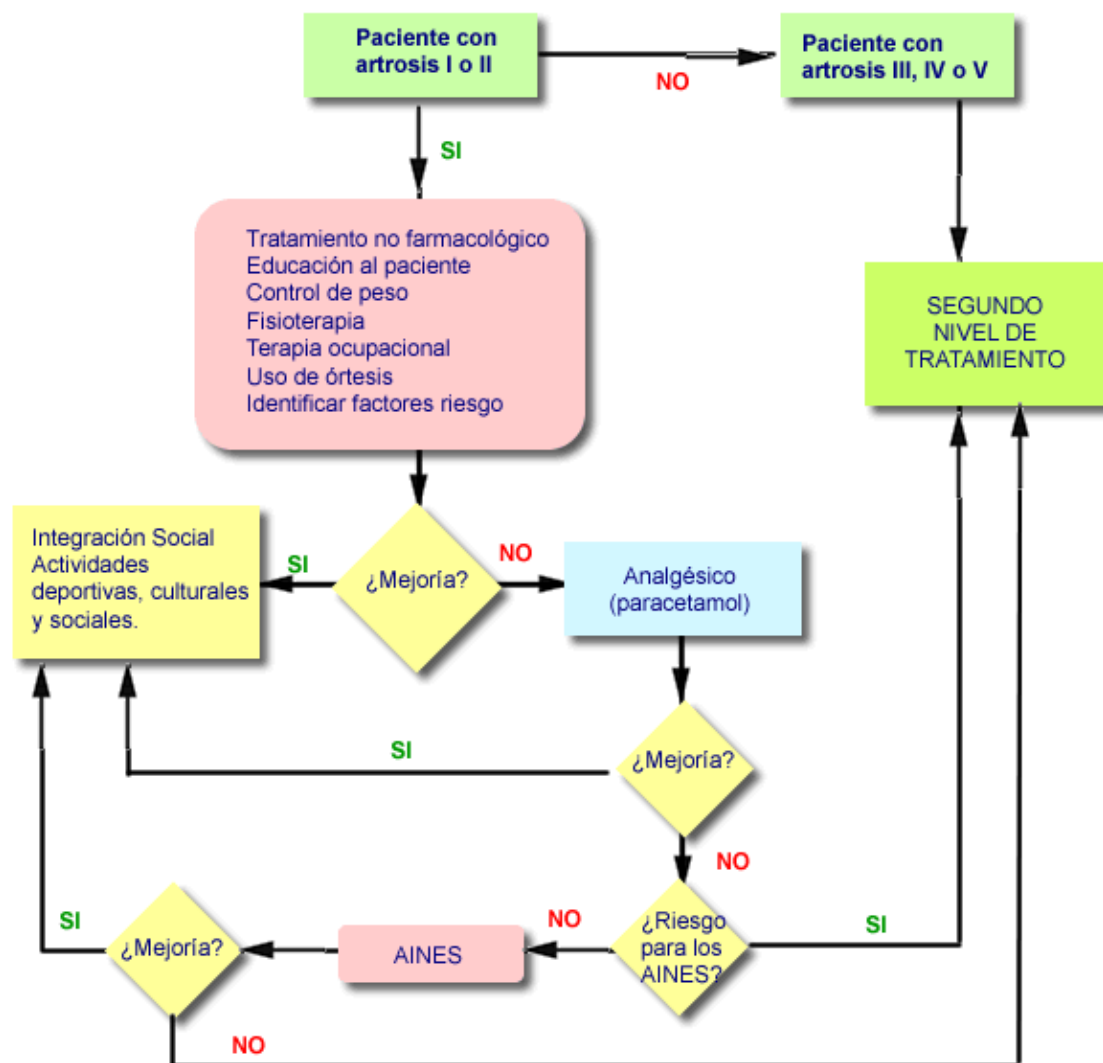 Paciente con
artrosis I o II
NO
Paciente con
artrosis III, IV o V
SI
Tratamiento no farmacológico
Educación al paciente
Control de peso
Fisioterapia
Terapia ocupacional
Uso de órtesis
Identificar factores riesgo
SEGUNDO
NIVEL DE
TRATAMIENTO
Integración Social
Actividades
deportivas, culturales
y sociales.
SI
¿Mejoría?
NO
Analgésico
(paracetamol)
SI
¿Mejoría?
NO
SI
¿Mejoría?
AINES
NO
¿Riesgo
para los
AINES?
SI
NO